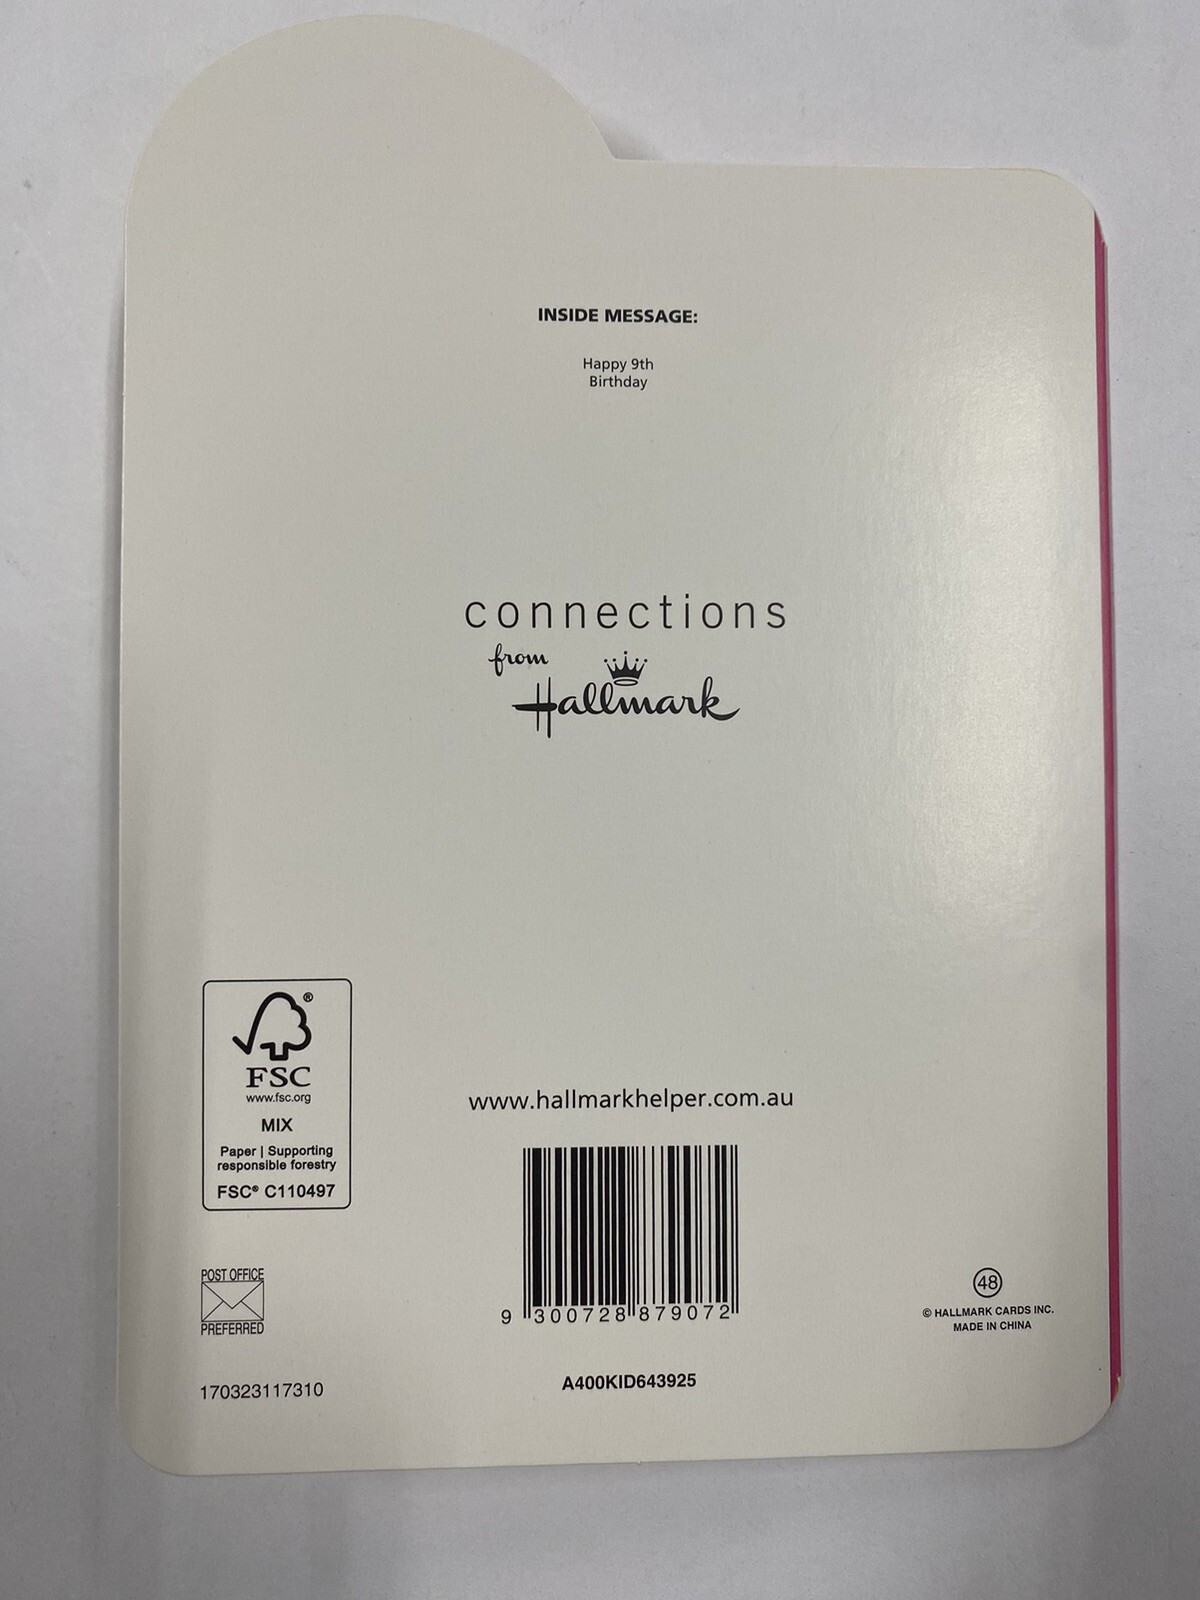 INSIDE MESSAGE:
Happy 9th
Birthday
connections
from
Hallmark
®
FSC
www.fsc.org
MIX
Paper | Supporting
responsible forestry
FSC® C110497
www.hallmarkhelper.com.au
9 300728 879072
POST OFFICE
PREFERRED
48
© HALLMARK CARDS INC.
MADE IN CHINA
170323117310
A400KID643925